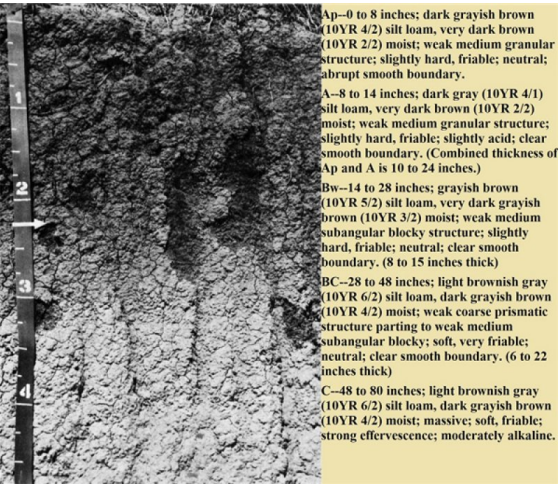 Ap--0 to 8 inches; dark grayish brown
(10YR 4/2) silt loam, very dark brown
(10YR 2/2) moist; weak medium granular
structure; slightly hard, friable; neutral;
abrupt smooth boundary.
A--8 to 14 inches; dark gray (10YR 4/1)
silt loam, very dark brown (10YR 2/2)
moist; weak medium granular structure;
slightly hard, friable; slightly acid; clear
smooth boundary. (Combined thickness of
Ap and A is 10 to 24 inches.)
Bw--14 to 28 inches; grayish brown
(10YR 5/2) silt loam, very dark grayish
brown (10YR 3/2) moist; weak medium
subangular blocky structure; slightly
hard, friable; neutral; clear smooth
boundary. (8 to 15 inches thick)
BC--28 to 48 inches; light brownish gray
(10YR 6/2) silt loam, dark grayish brown
(10YR 4/2) moist; weak coarse prismatic
structure parting to weak medium
subangular blocky; soft, very friable;
neutral; clear smooth boundary. (6 to 22
inches thick)
C--48 to 80 inches; light brownish gray
(10YR 6/2) silt loam, dark grayish brown
(10YR 4/2) moist; massive; soft, friable;
strong effervescence; moderately alkaline.
1
2
3
4